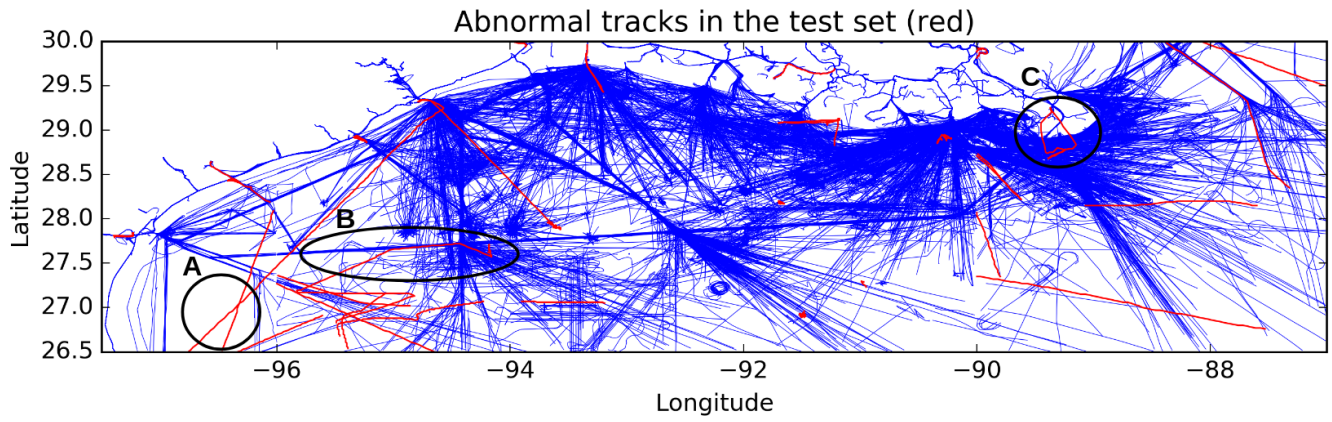 Abnormal tracks in the test set (red)
30.0
29.5
29.0
28.5
28.0
27.5
27.0
26.5
Latitude
A
B
C
−96
−94
−92
−90
−88
Longitude